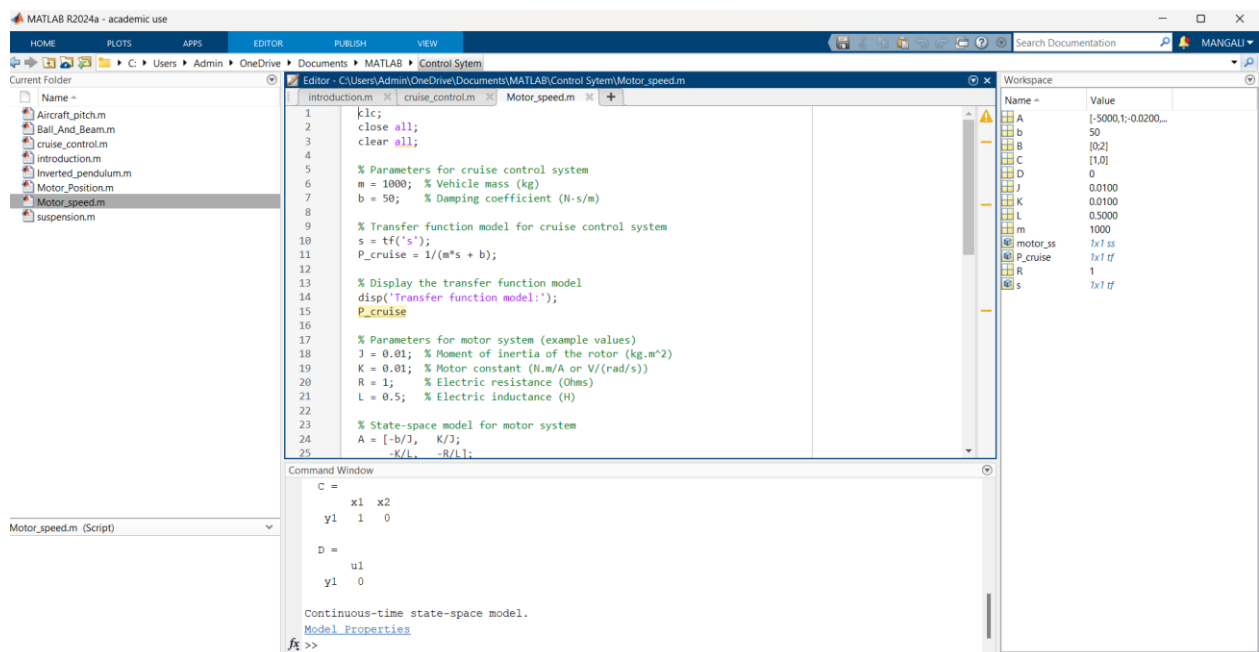 MATLAB R2024a - academic use
HOME PLOTS APPS EDITOR PUBLISH VIEW Search Documentation MANGALI
C: Users Admin OneDrive Documents MATLAB Control Sytem
Current Folder
Name
Aircraft_pitch.m
Ball_And_Beam.m
cruise_control.m
introduction.m
Inverted_pendulum.m
Motor_Position.m
Motor_speed.m
suspension.m
Motor_speed.m (Script)
Editor - C:\Users\Admin\OneDrive\Documents\MATLAB\Control Sytem\Motor_speed.m
introduction.m cruise_control.m Motor_speed.m
1 clc;
2 close all;
3 clear all;
4
5 % Parameters for cruise control system
6 m = 1000; % Vehicle mass (kg)
7 b = 50; % Damping coefficient (N·s/m)
8
9 % Transfer function model for cruise control system
10 s = tf('s');
11 P_cruise = 1/(m*s + b);
12
13 % Display the transfer function model
14 disp('Transfer function model:');
15 P_cruise
16
17 % Parameters for motor system (example values)
18 J = 0.01; % Moment of inertia of the rotor (kg.m^2)
19 K = 0.01; % Motor constant (N.m/A or V/(rad/s))
20 R = 1; % Electric resistance (Ohms)
21 L = 0.5; % Electric inductance (H)
22
23 % State-space model for motor system
24 A = [-b/J, K/J;
25 -K/L, -R/L];
Command Window
C =
x1 x2
y1 1 0
D =
u1
y1 0
Continuous-time state-space model.
Model Properties
fx >>
Workspace
Name Value
A [-5000,1;-0.0200,...
b 50
B [0;2]
C [1,0]
D 0
J 0.0100
K 0.0100
L 0.5000
m 1000
motor_ss 1x1 ss
P_cruise 1x1 tf
R 1
s 1x1 tf